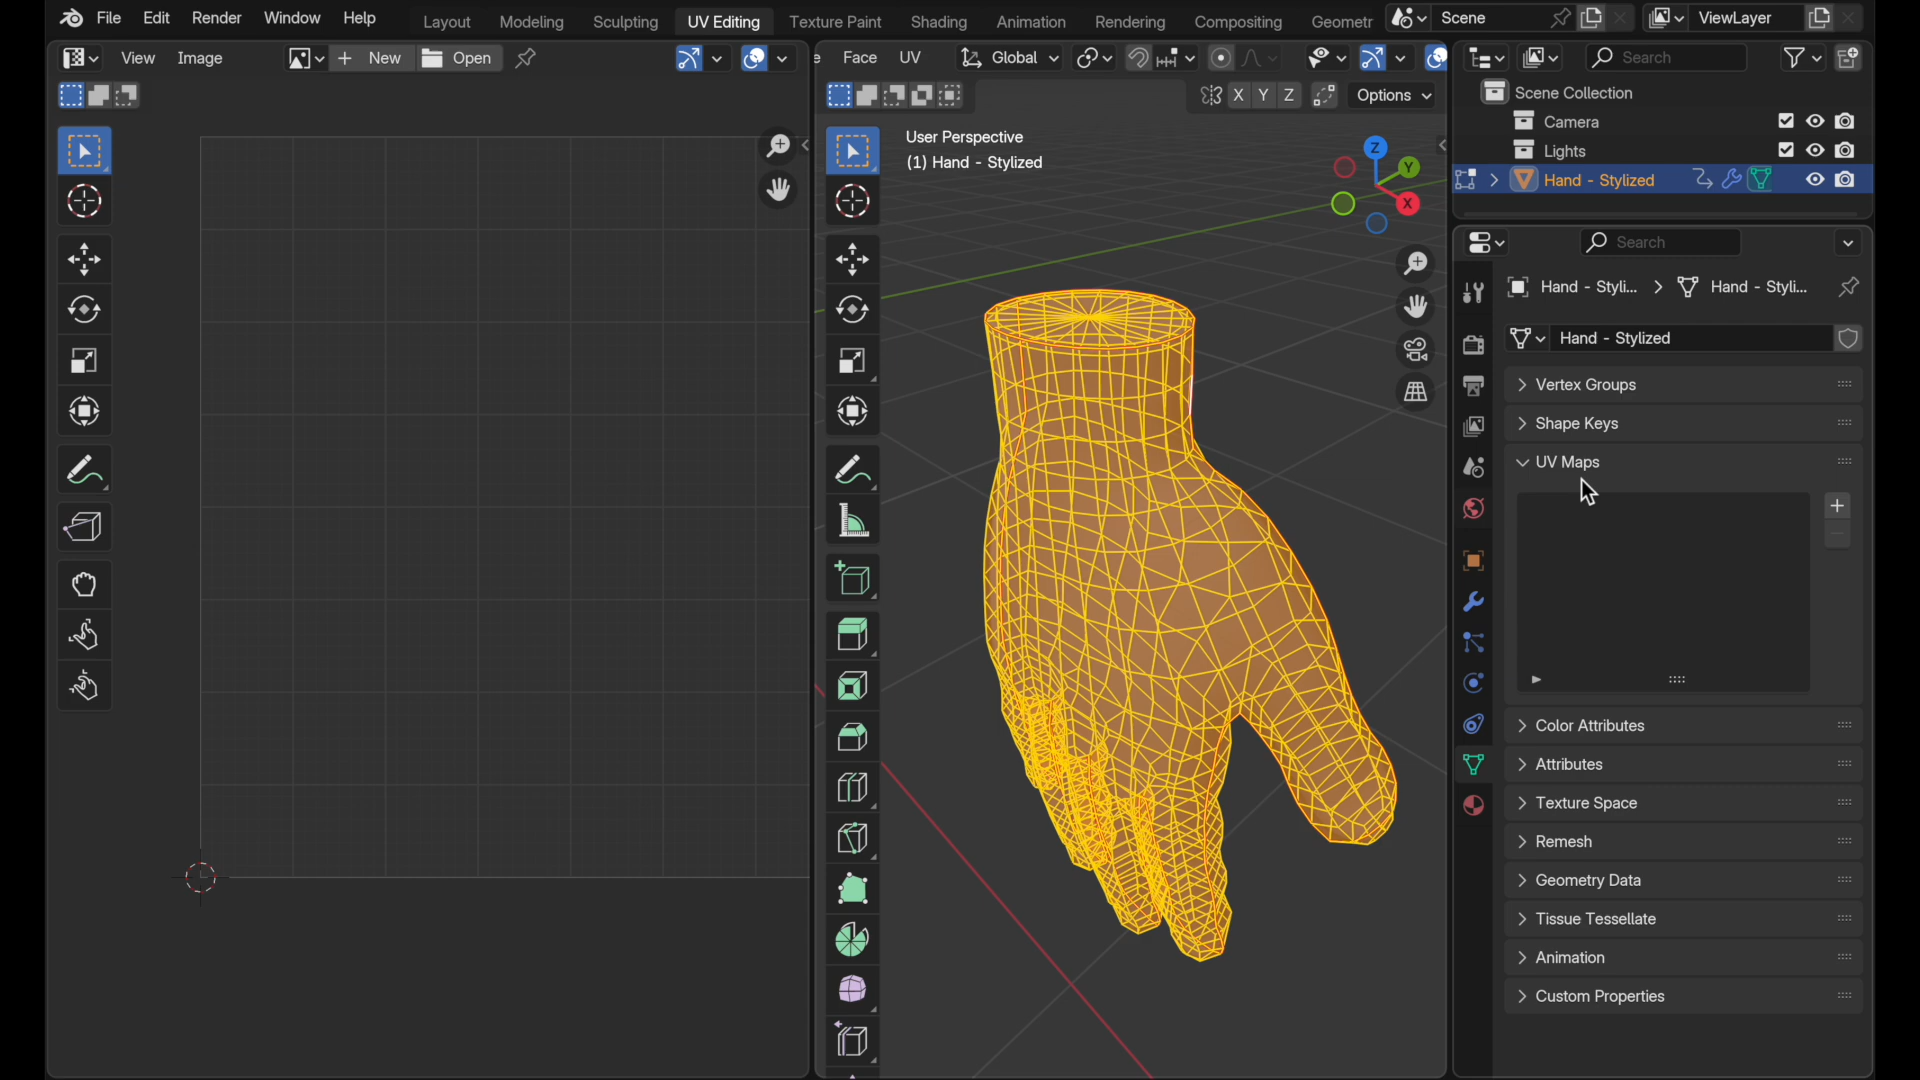 File Edit Render Window Help Layout Modeling Sculpting UV Editing Texture Paint Shading Animation Rendering Compositing Geometr Scene ViewLayer
View Image New Open Face UV Global Search
X Y Z Options
Scene Collection
User Perspective
(1) Hand - Stylized
Camera
Lights
Hand - Stylized
Z
Y
X
Search
Hand - Styli... Hand - Styli...
Hand - Stylized
Vertex Groups
Shape Keys
UV Maps
Color Attributes
Attributes
Texture Space
Remesh
Geometry Data
Tissue Tessellate
Animation
Custom Properties